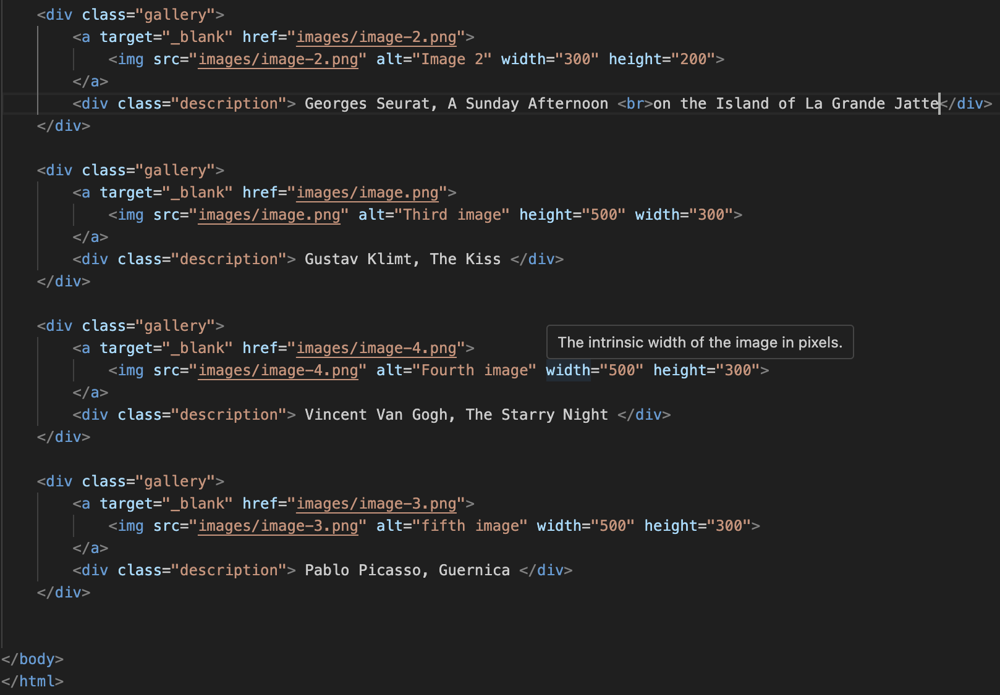 <div class="gallery">
<a target="_blank" href="images/image-2.png">
<img src="images/image-2.png" alt="Image 2" width="300" height="200">
</a>
<div class="description"> Georges Seurat, A Sunday Afternoon <br>on the Island of La Grande Jatte</div>
</div>
<div class="gallery">
<a target="_blank" href="images/image.png">
<img src="images/image.png" alt="Third image" height="500" width="300">
</a>
<div class="description"> Gustav Klimt, The Kiss </div>
</div>
<div class="gallery">
The intrinsic width of the image in pixels.
<a target="_blank" href="images/image-4.png">
<img src="images/image-4.png" alt="Fourth image" width="500" height="300">
</a>
<div class="description"> Vincent Van Gogh, The Starry Night </div>
</div>
<div class="gallery">
<a target="_blank" href="images/image-3.png">
<img src="images/image-3.png" alt="fifth image" width="500" height="300">
</a>
<div class="description"> Pablo Picasso, Guernica </div>
</div>
</body>
</html>